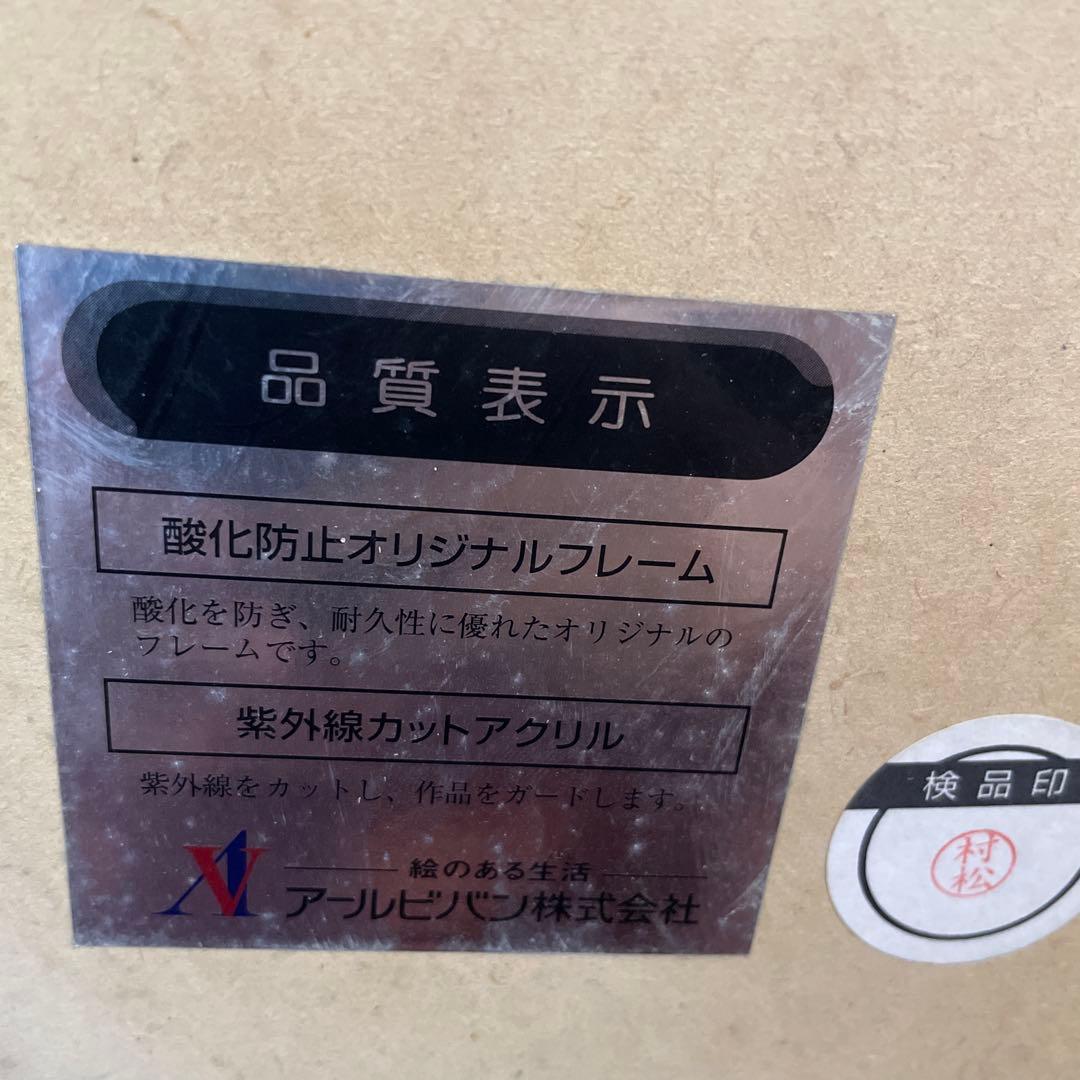 品質表示
酸化防止オリジナルフレーム
酸化を防ぎ、耐久性に優れたオリジナルの
フレームです。
紫外線カットアクリル
紫外線をカットし、作品をガードします。
絵のある生活
アールビバン株式会社
検品印
村松